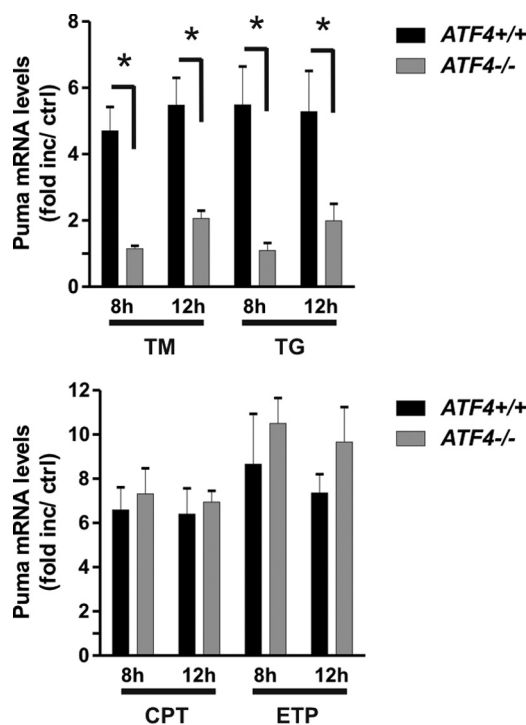 Puma mRNA levels
(fold inc/ ctrl)
8
6
4
2
0
* * * *
ATF4+/+
ATF4-/-
8h 12h 8h 12h
TM TG
Puma mRNA levels
(fold inc/ ctrl)
12
10
8
6
4
2
0
ATF4+/+
ATF4-/-
8h 12h 8h 12h
CPT ETP